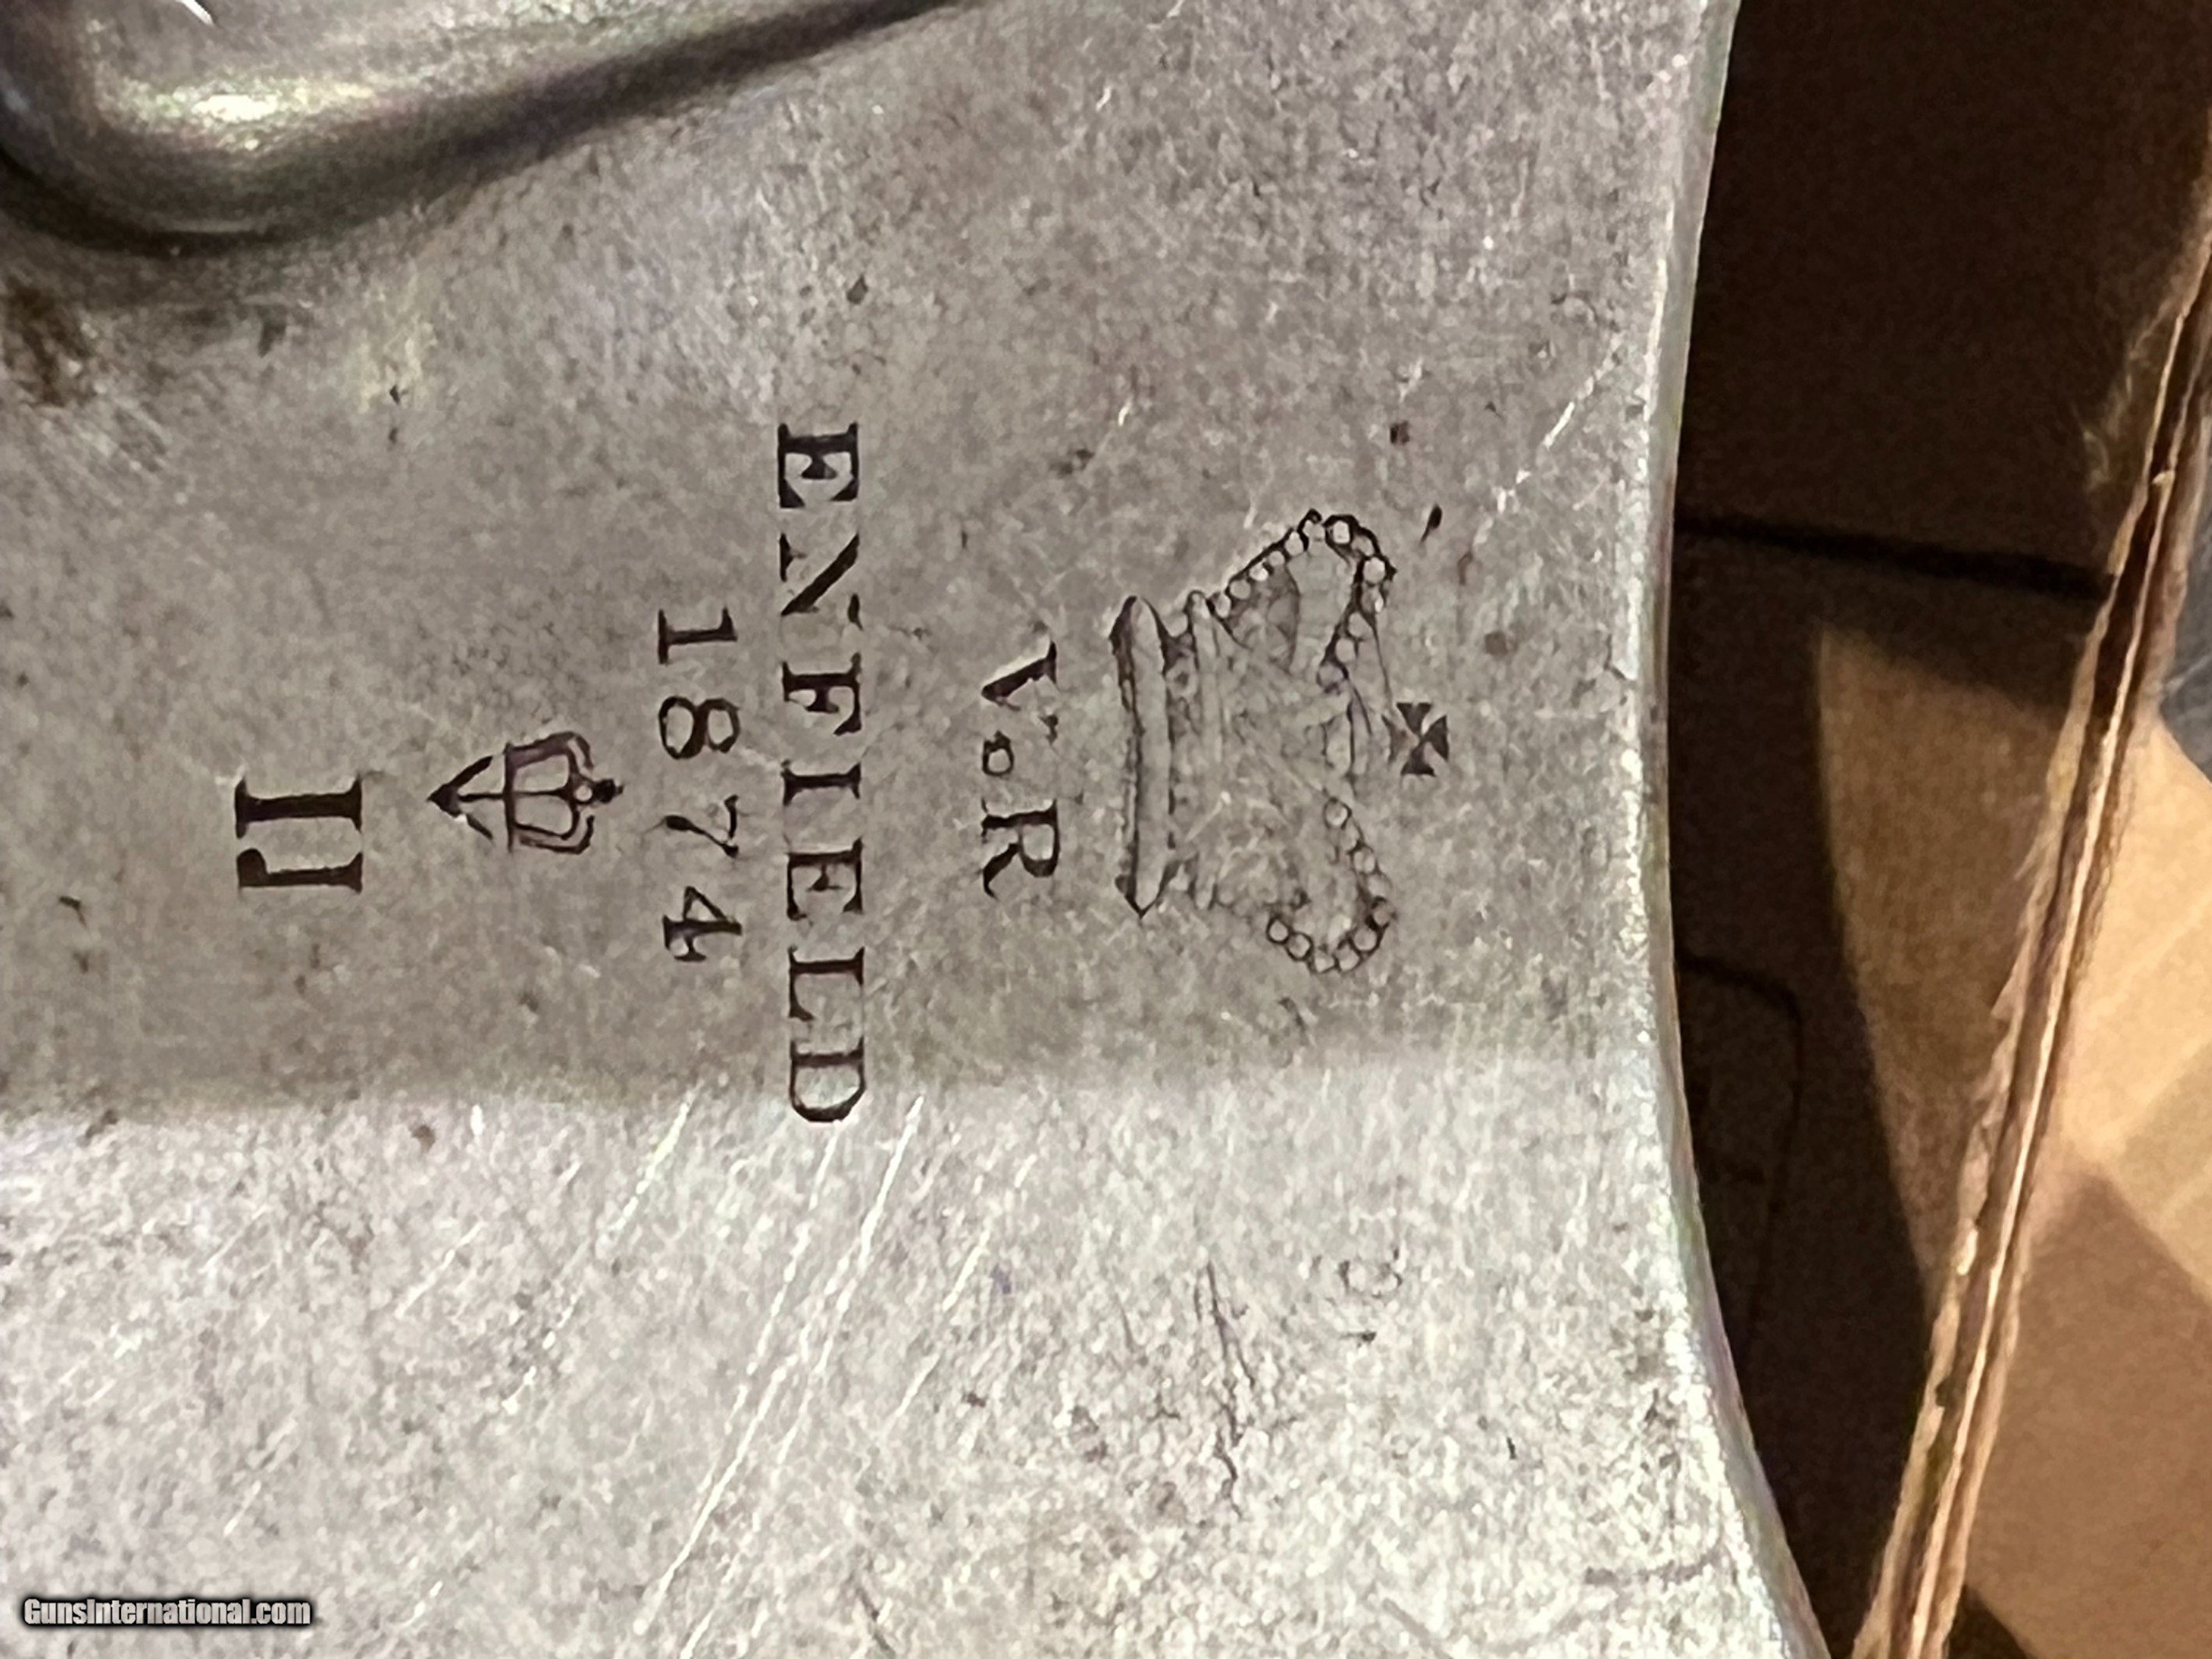 V.R
ENFIELD
1874
II
GunsInternational.com